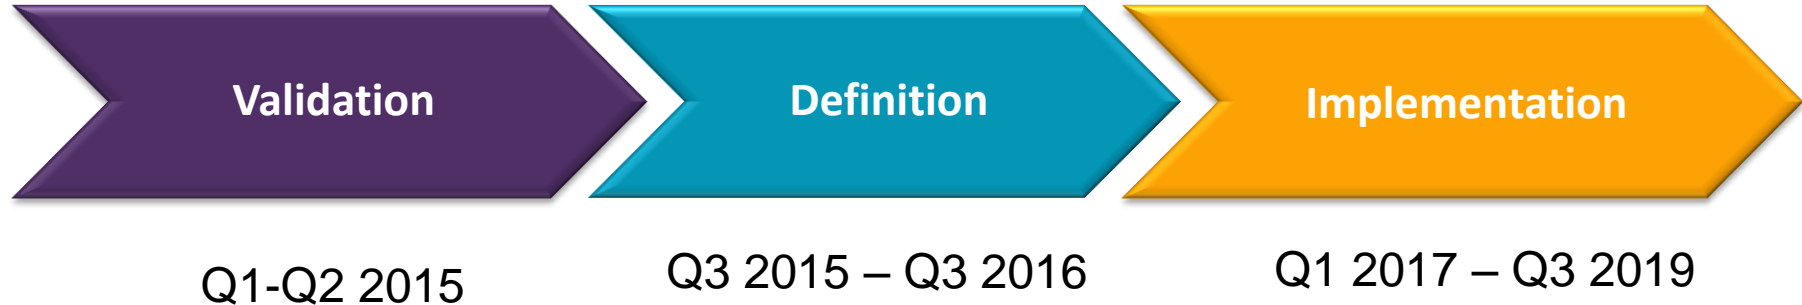 Validation
Definition
Implementation
Q1-Q2 2015
Q3 2015 – Q3 2016
Q1 2017 – Q3 2019